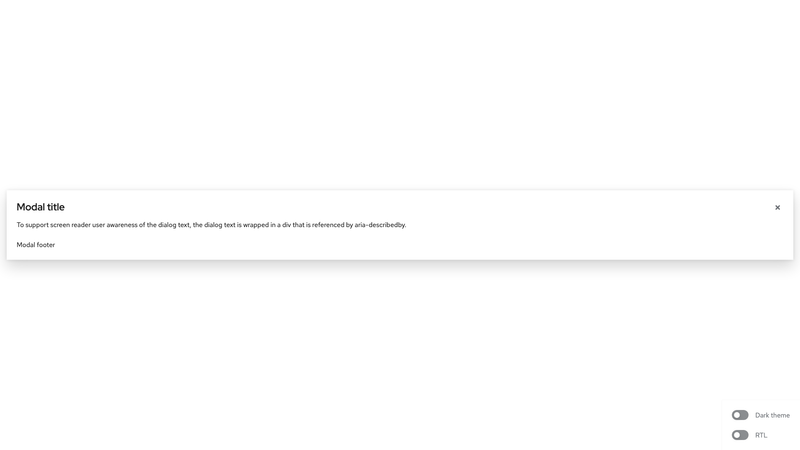 Modal title
To support screen reader user awareness of the dialog text, the dialog text is wrapped in a div that is referenced by aria-describedby.
Modal footer
Dark theme
RTL